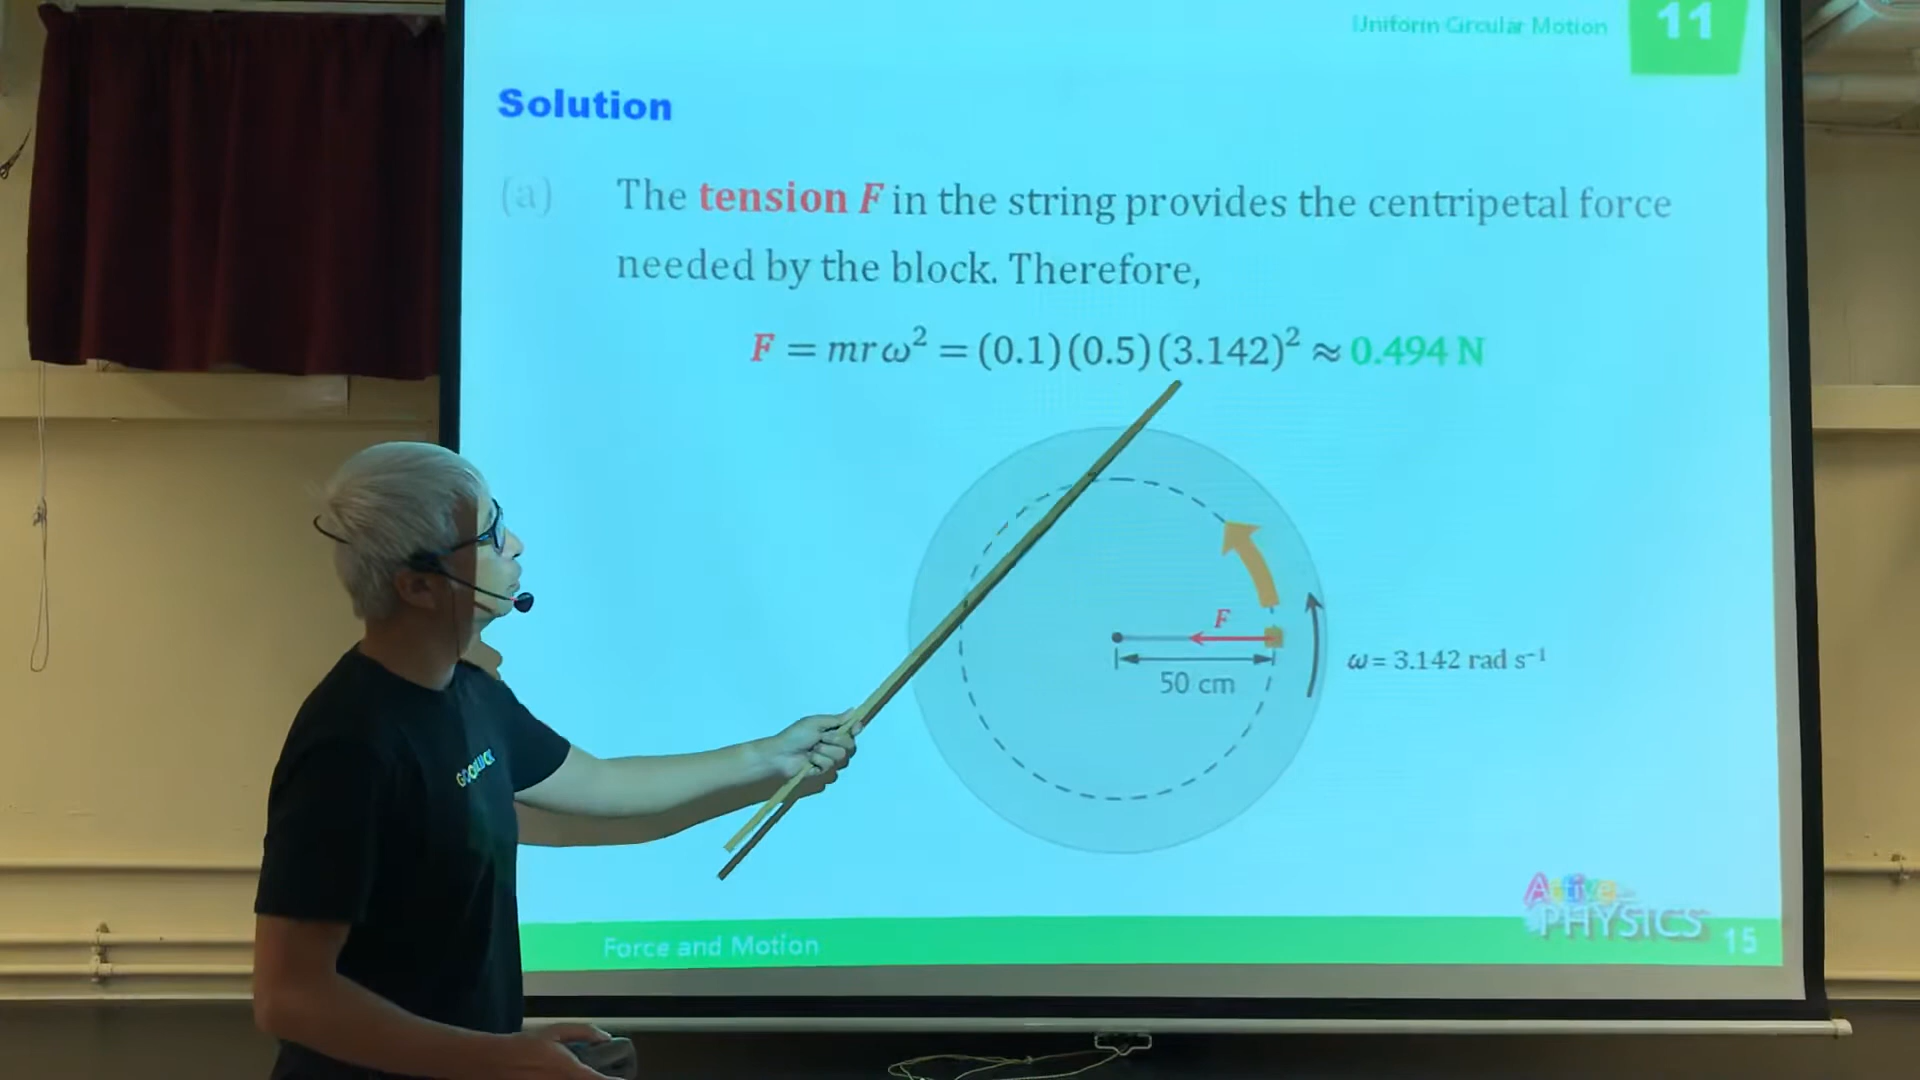 Uniform Circular Motion
11
Solution
(a) The tension F in the string provides the centripetal force
needed by the block. Therefore,
F = mrω² = (0.1)(0.5)(3.142)² ≈ 0.494 N
F
ω = 3.142 rad s⁻¹
50 cm
GOODLUCK
Active
PHYSICS
Force and Motion
15